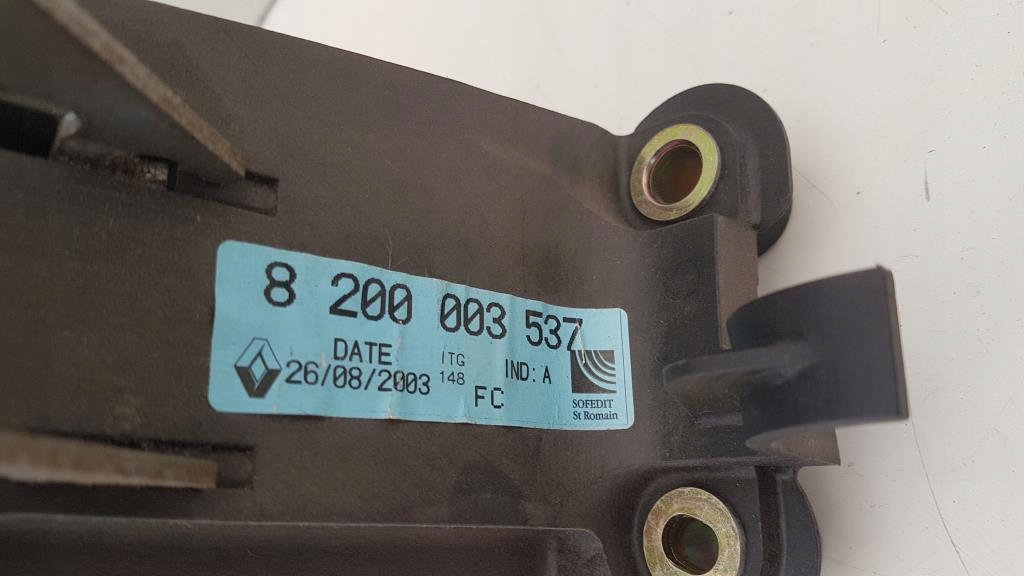 8 200 003 537
DATE ITG IND: A
26/08/2003 148 FC
SOFEDIT
St Romain